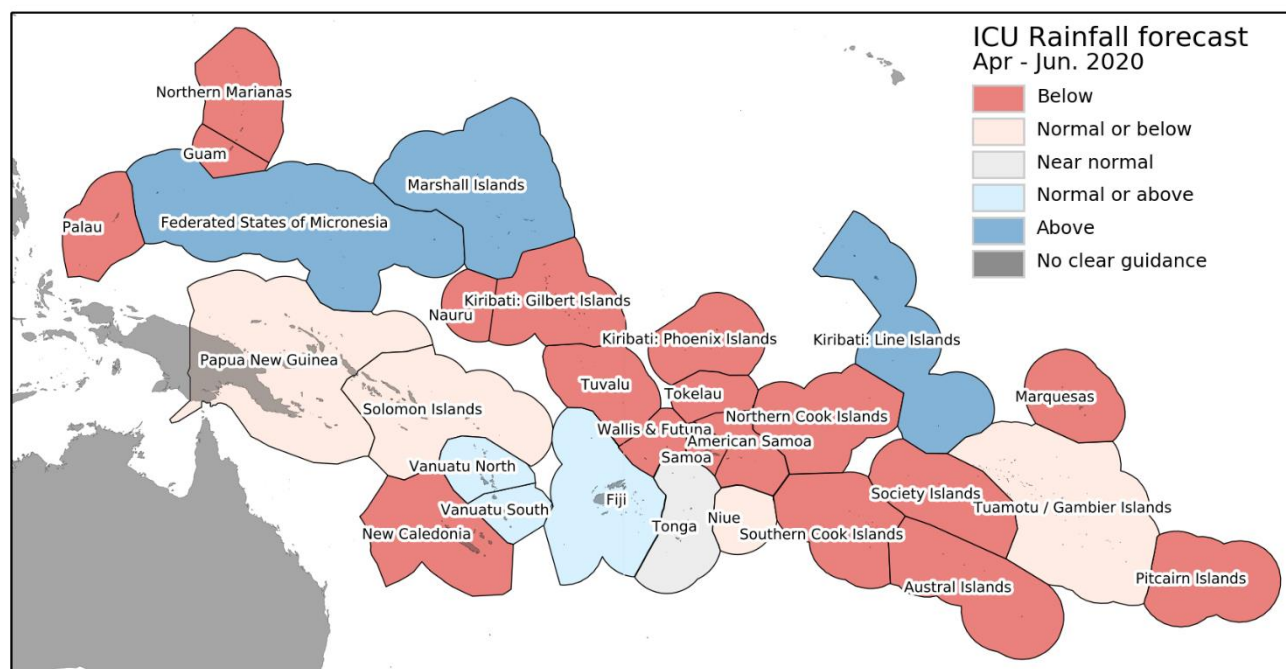 ICU Rainfall forecast
Apr - Jun. 2020
Below
Normal or below
Near normal
Normal or above
Above
No clear guidance
Northern Marianas
Guam
Marshall Islands
Federated States of Micronesia
Palau
Nauru
Kiribati: Gilbert Islands
Kiribati: Phoenix Islands
Kiribati: Line Islands
Papua New Guinea
Tuvalu
Tokelau
Marquesas
Solomon Islands
Northern Cook Islands
Wallis & Futuna
American Samoa
Samoa
Vanuatu North
Vanuatu South
Fiji
Society Islands
Tuamotu / Gambier Islands
New Caledonia
Tonga
Niue
Southern Cook Islands
Austral Islands
Pitcairn Islands